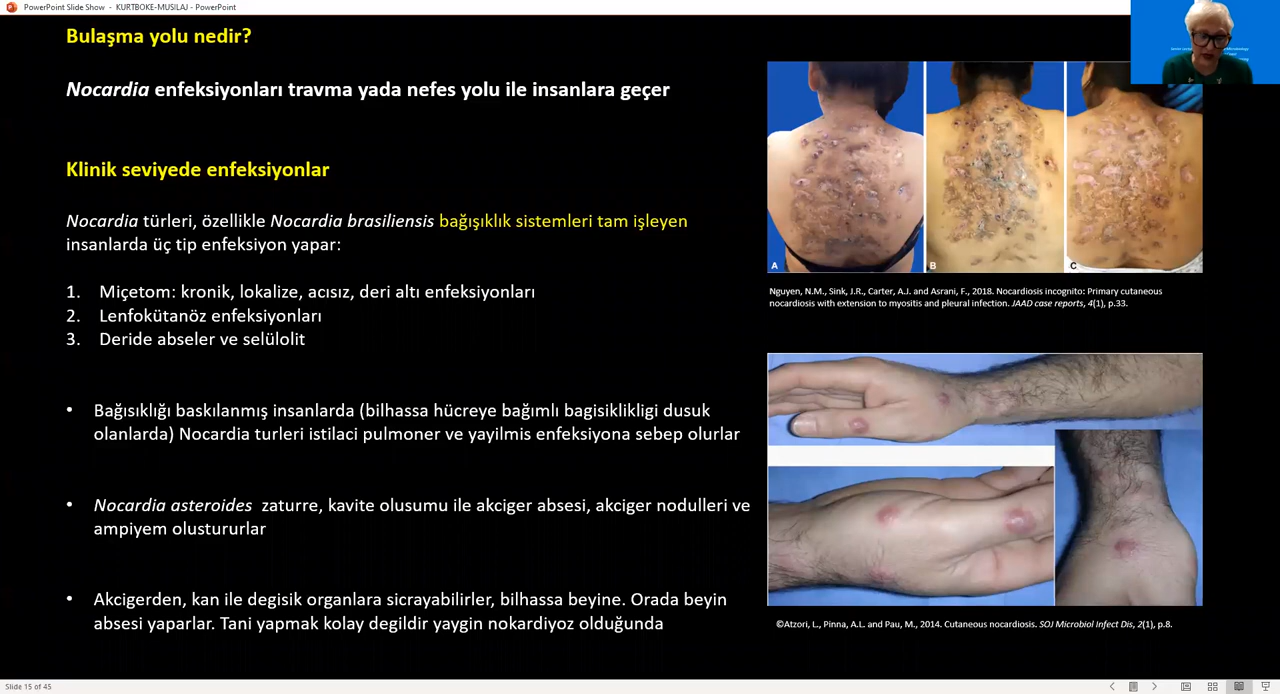 PowerPoint Slide Show - KURTBOKE-MUSILAJ - PowerPoint
Bulaşma yolu nedir?
Nocardia enfeksiyonları travma yada nefes yolu ile insanlara geçer
Klinik seviyede enfeksiyonlar
Nocardia türleri, özellikle Nocardia brasiliensis bağışıklık sistemleri tam işleyen
insanlarda üç tip enfeksiyon yapar:
1. Miçetom: kronik, lokalize, acısız, deri altı enfeksiyonları
2. Lenfokütanöz enfeksiyonları
3. Deride abseler ve selülolit
• Bağısıklığı baskılanmış insanlarda (bilhassa hücreye bağımlı bagisiklikligi dusuk
olanlarda) Nocardia turleri istilaci pulmoner ve yayilmis enfeksiyona sebep olurlar
• Nocardia asteroides zaturre, kavite olusumu ile akciger absesi, akciger nodulleri ve
ampiyem olustururlar
• Akcigerden, kan ile degisik organlara sicrayabilirler, bilhassa beyine. Orada beyin
absesi yaparlar. Tani yapmak kolay degildir yaygin nokardiyoz olduğunda
A
B
C
Nguyen, N.M., Sink, J.R., Carter, A.J. and Asrani, F., 2018. Nocardiosis incognito: Primary cutaneous
nocardiosis with extension to myositis and pleural infection. JAAD case reports, 4(1), p.33.
©Atzori, L., Pinna, A.L. and Pau, M., 2014. Cutaneous nocardiosis. SOJ Microbiol Infect Dis, 2(1), p.8.
Slide 15 of 45